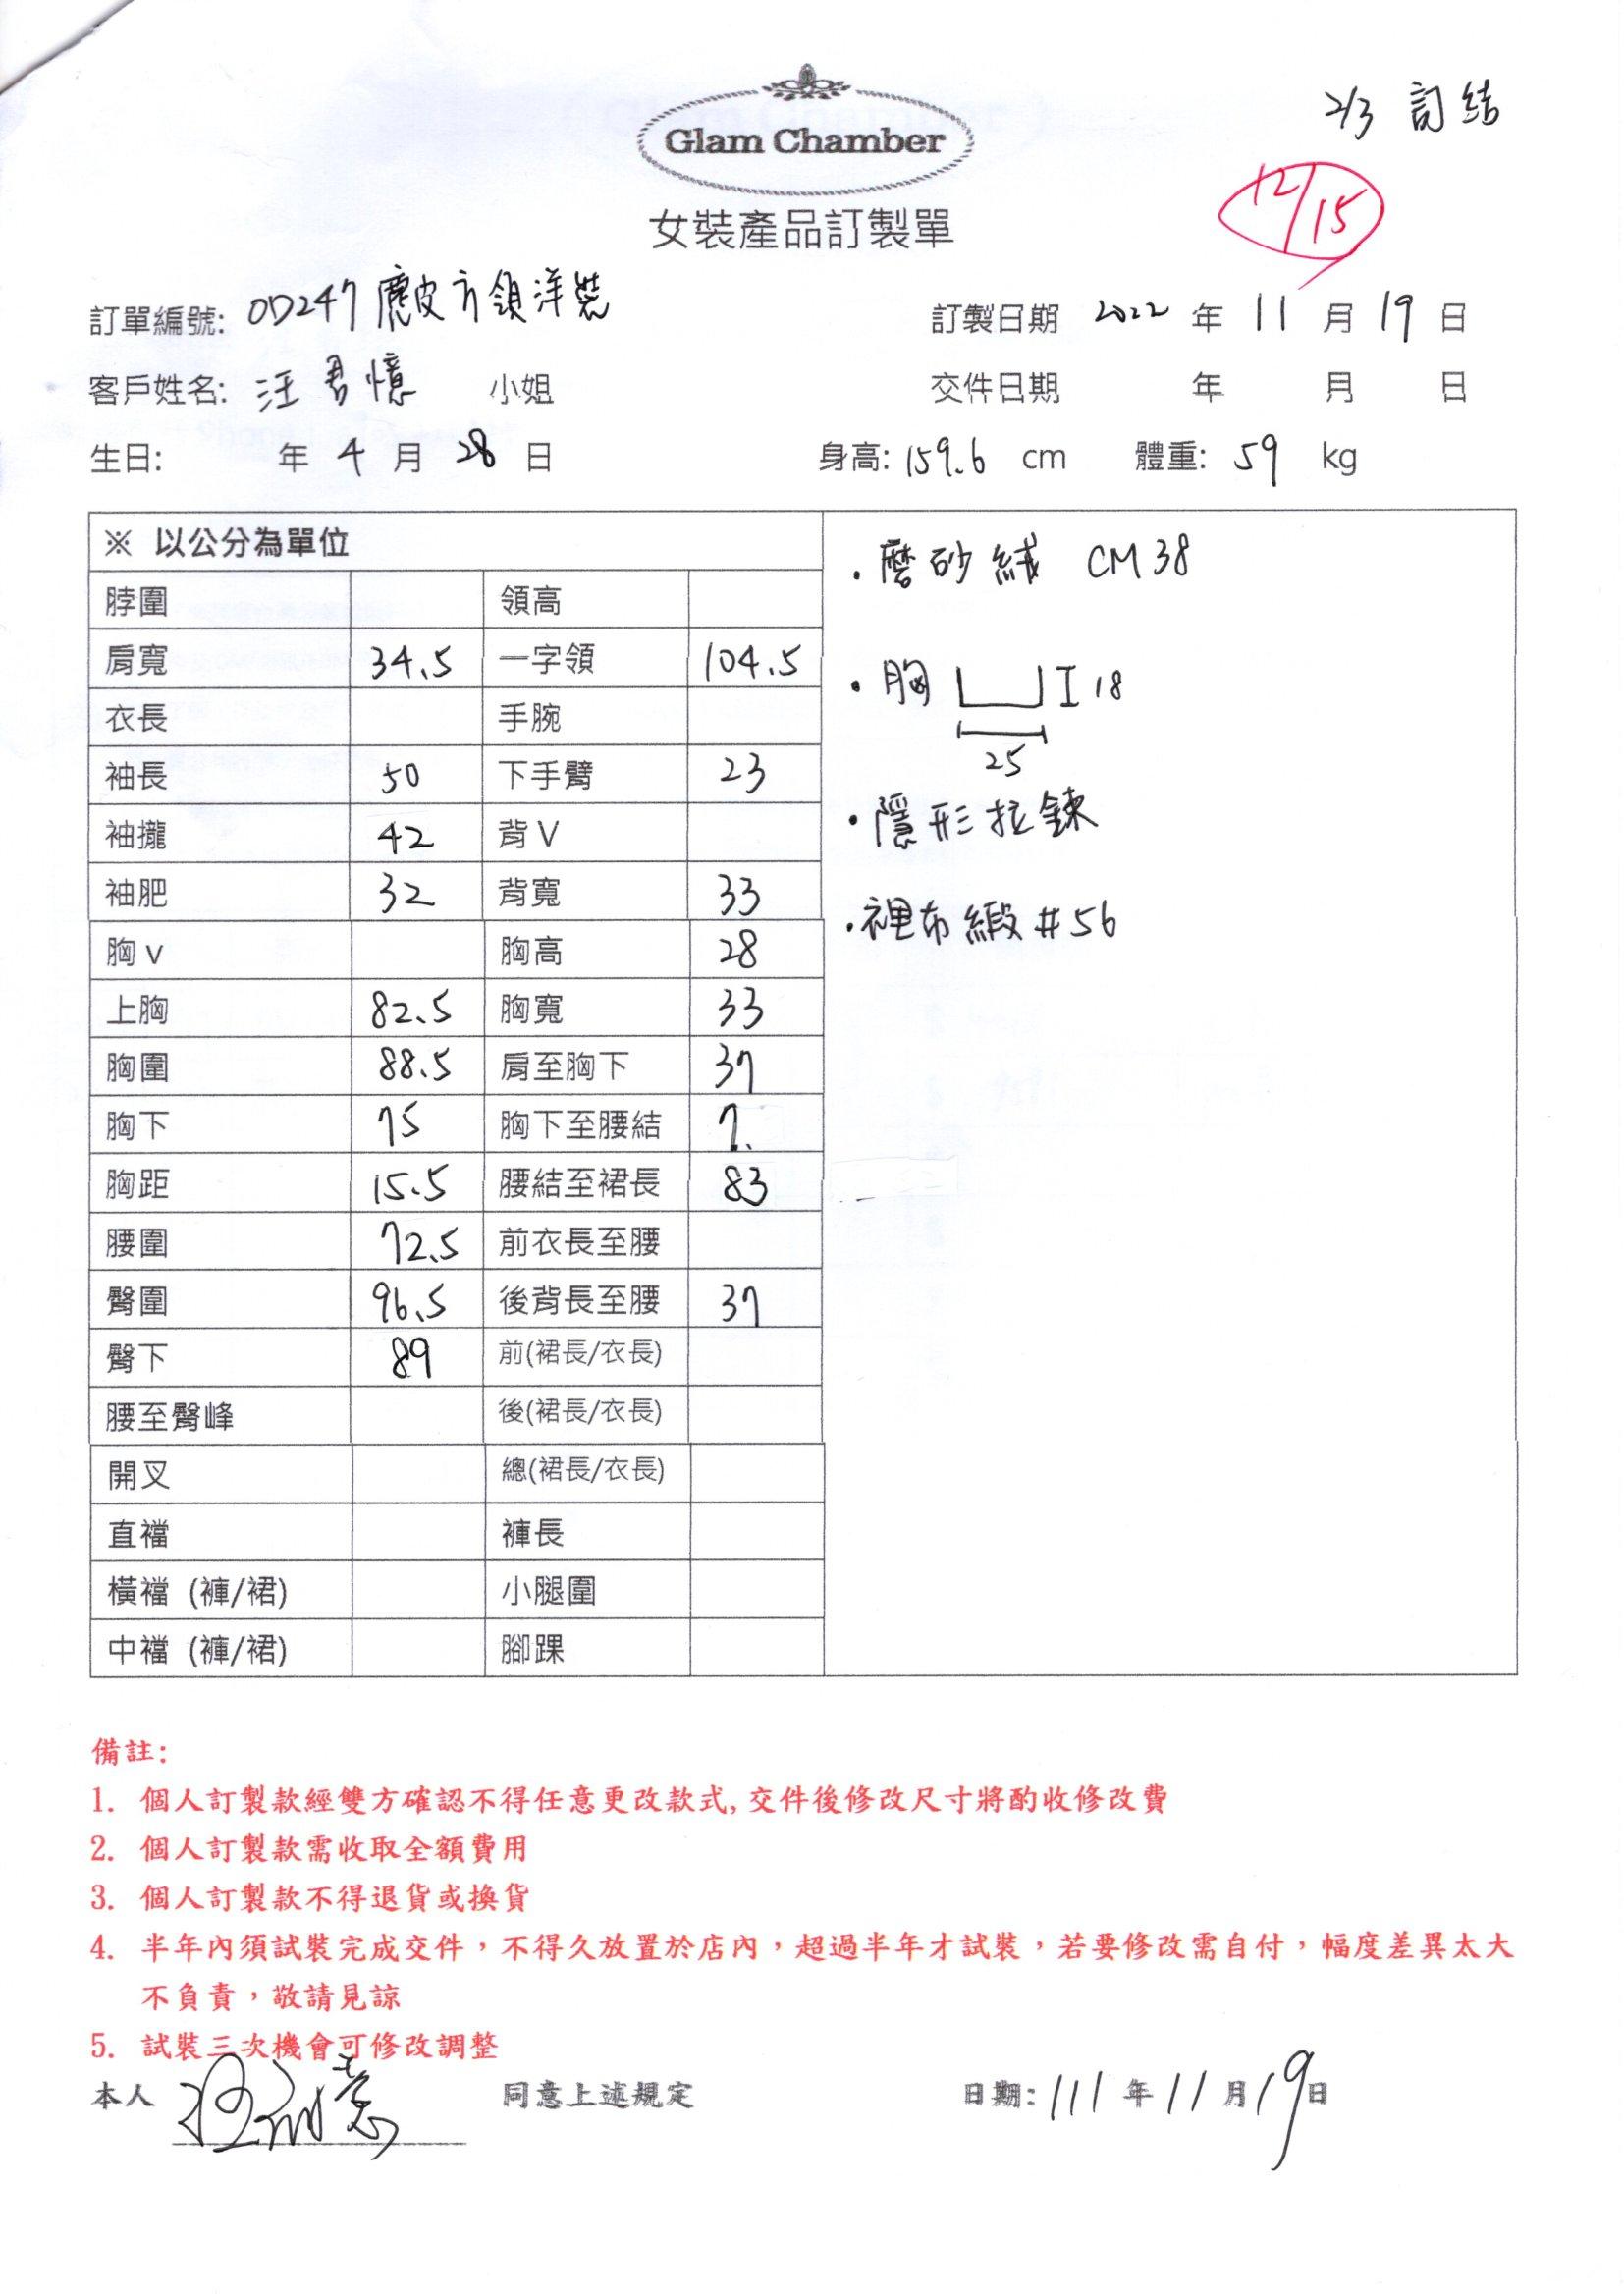 2/3 訂結
Glam Chamber
12/15
女裝產品訂製單
訂單編號: OD247 麂皮方領洋裝
訂製日期 2022 年 11 月 19 日
客戶姓名: 汪君憶 小姐
交件日期 年 月 日
生日: 年 4 月 28 日
身高: 159.6 cm 體重: 59 kg
※ 以公分為單位
脖圍 領高
肩寬 34.5 一字領 104.5
衣長 手腕
袖長 50 下手臂 23
袖攏 42 背V
袖肥 32 背寬 33
胸v 胸高 28
上胸 82.5 胸寬 33
胸圍 88.5 肩至胸下 37
胸下 75 胸下至腰結 7.
胸距 15.5 腰結至裙長 83
腰圍 72.5 前衣長至腰
臀圍 96.5 後背長至腰 37
臀下 89 前(裙長/衣長)
腰至臀峰 後(裙長/衣長)
開叉 總(裙長/衣長)
直襠 褲長
橫襠 (褲/裙) 小腿圍
中襠 (褲/裙) 腳踝
・磨砂絨 CM38
・胸 18
25
・隱形拉鍊
・裡布緞#56
備註:
1. 個人訂製款經雙方確認不得任意更改款式,交件後修改尺寸將酌收修改費
2. 個人訂製款需收取全額費用
3. 個人訂製款不得退貨或換貨
4. 半年內須試裝完成交件，不得久放置於店內，超過半年才試裝，若要修改需自付，幅度差異太大
不負責，敬請見諒
5. 試裝三次機會可修改調整
本人 同意上述規定
日期: 111 年 11 月 19 日